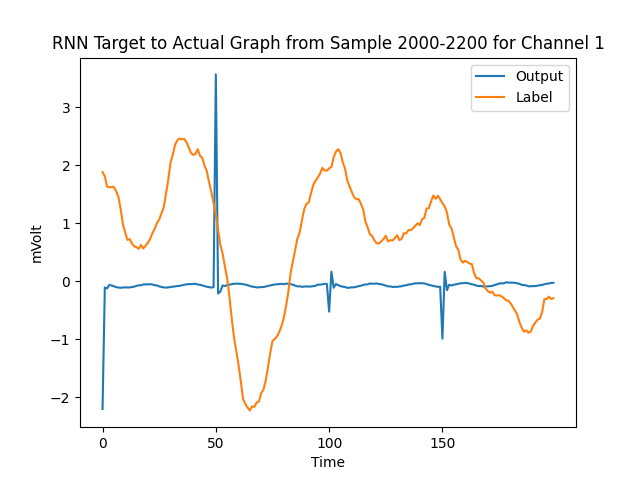 RNN Target to Actual Graph from Sample 2000-2200 for Channel 1
Output
Label
mVolt
3
2
1
0
−1
−2
0
50
100
150
Time